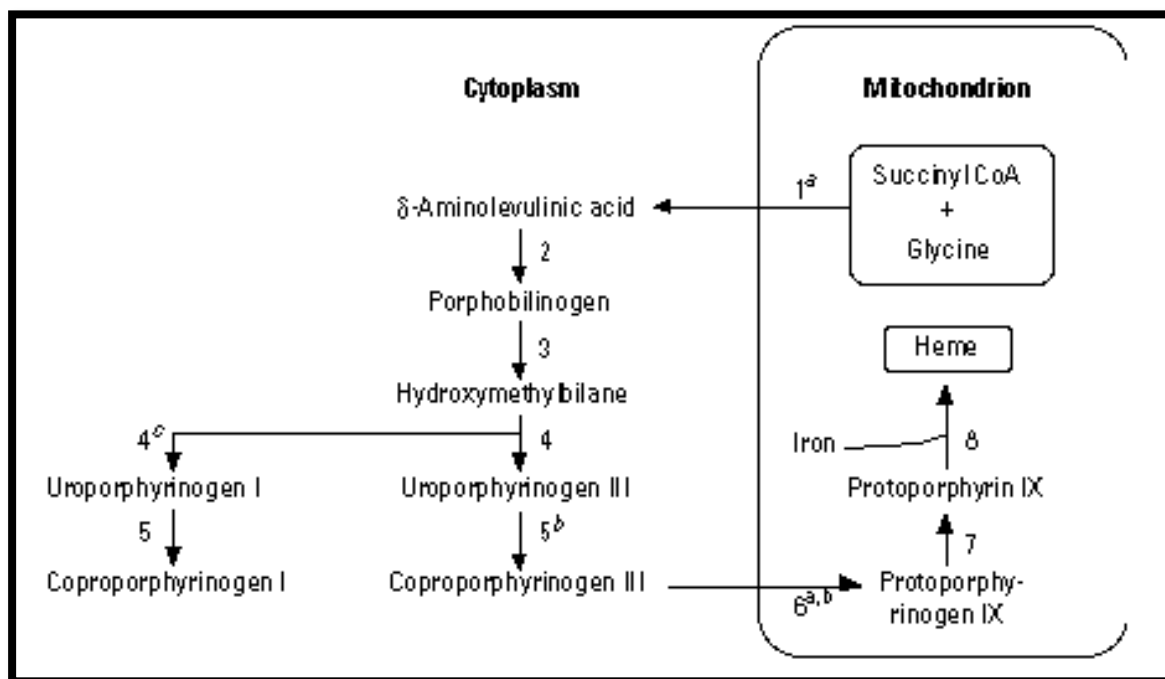 Cytoplasm
Mitochondrion
Succinyl CoA
+
Glycine
1ᵃ
δ-Aminolevulinic acid
2
Porphobilinogen
3
Hydroxymethylbilane
Heme
4ᶜ
4
Iron
8
Uroporphyrinogen I
Uroporphyrinogen III
Protoporphyrin IX
5
5ᵇ
7
Coproporphyrinogen I
Coproporphyrinogen III
6ᵃ,ᵇ
Protoporphy-
rinogen IX